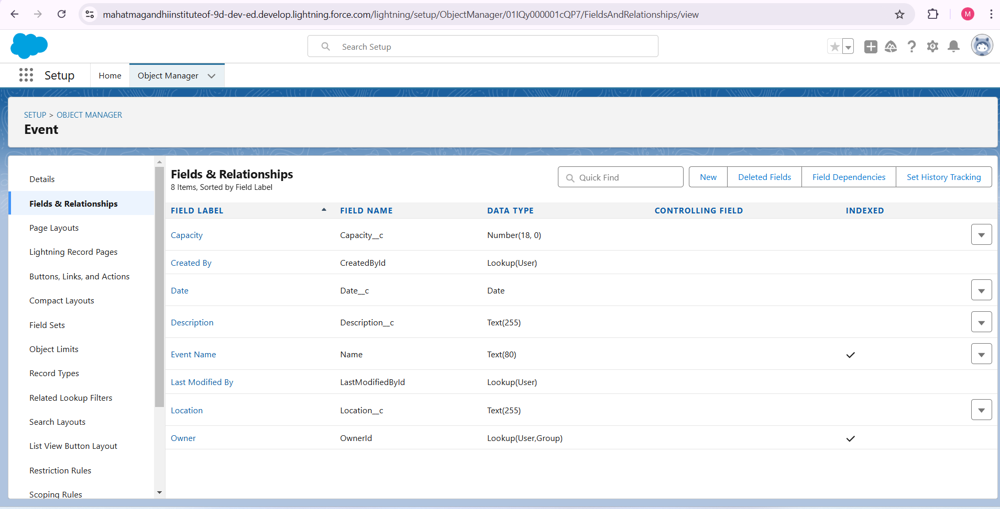 mahatmagandhiinstituteof-9d-dev-ed.develop.lightning.force.com/lightning/setup/ObjectManager/01IQy000001cQP7/FieldsAndRelationships/view
M
Search Setup
Setup
Home
Object Manager
SETUP > OBJECT MANAGER
Event
Details
Fields & Relationships
Page Layouts
Lightning Record Pages
Buttons, Links, and Actions
Compact Layouts
Field Sets
Object Limits
Record Types
Related Lookup Filters
Search Layouts
List View Button Layout
Restriction Rules
Scoping Rules
Fields & Relationships
8 Items, Sorted by Field Label
Quick Find
New
Deleted Fields
Field Dependencies
Set History Tracking
FIELD LABEL FIELD NAME DATA TYPE CONTROLLING FIELD INDEXED
Capacity Capacity__c Number(18, 0)
Created By CreatedById Lookup(User)
Date Date__c Date
Description Description__c Text(255)
Event Name Name Text(80)
Last Modified By LastModifiedById Lookup(User)
Location Location__c Text(255)
Owner OwnerId Lookup(User,Group)